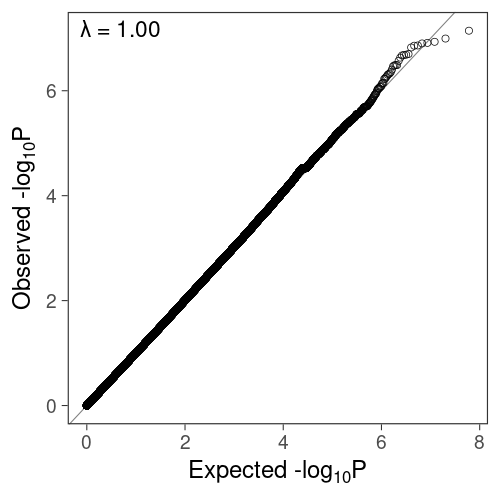 λ = 1.00
Observed -log₁₀P
6
4
2
0
0 2 4 6 8
Expected -log₁₀P